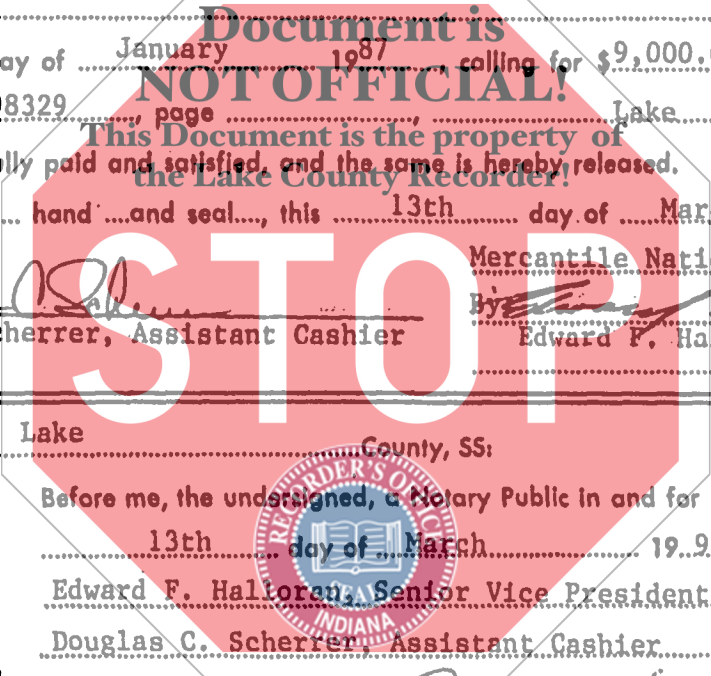 Document is
ay of January 1987, calling for $9,000.
NOT OFFICIAL!
8329, page , Lake
This Document is the property of
lly paid and satisfied, and the same is hereby released.
the Lake County Recorder!
hand and seal, this 13th day of Mar
STOP
Mercantile Nati
By
cherrer, Assistant Cashier Edward F. Ha
Lake County, SS:
RECORDER'S OFFICE
Before me, the undersigned, a Notary Public in and for
13th day of March 19 9
SEAL
Edward F. Halloran, Senior Vice President
INDIANA
Douglas C. Scherrer, Assistant Cashier